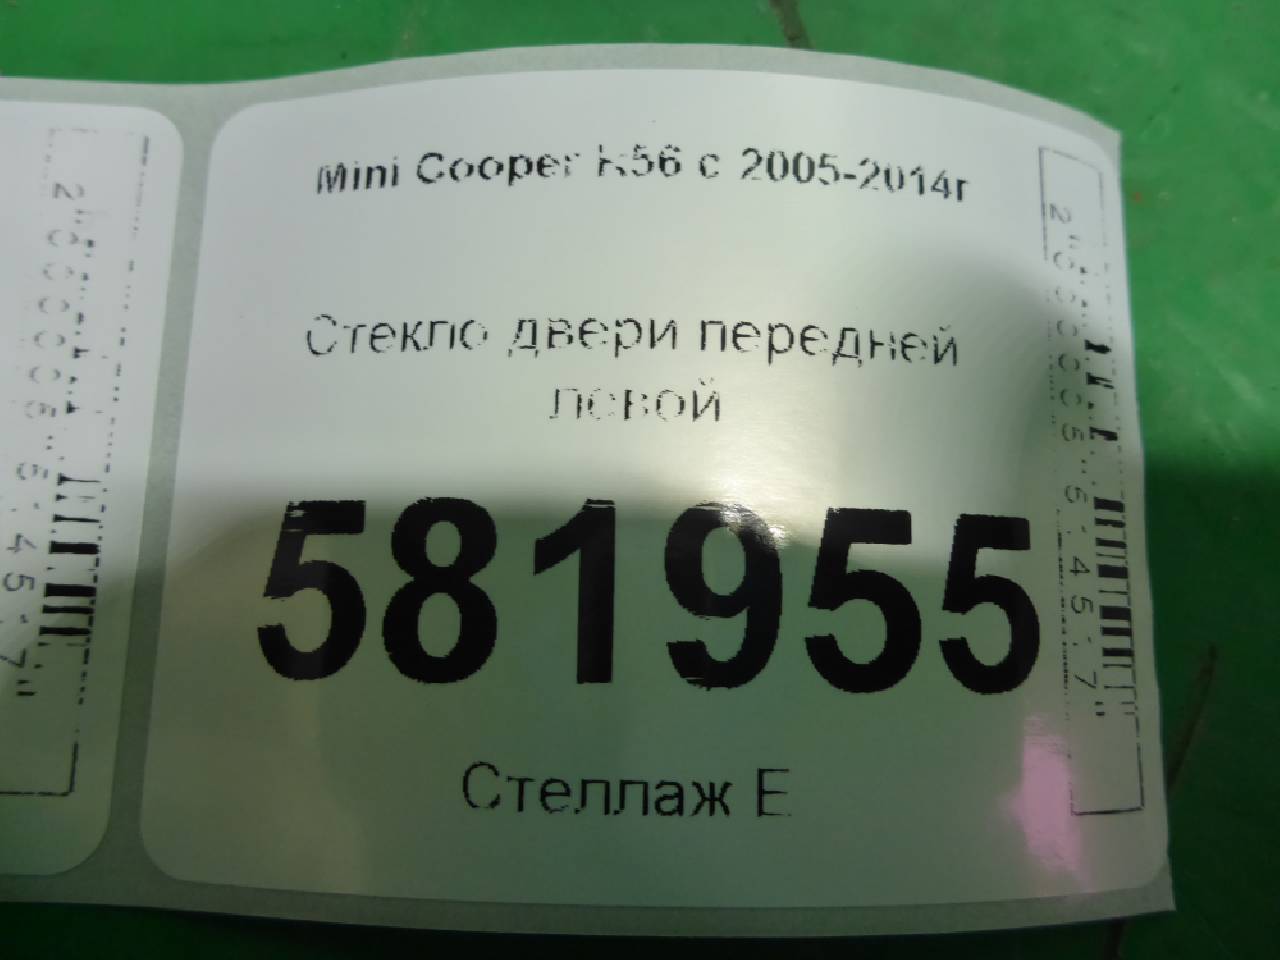 Mini Cooper R56 с 2005-2014г
Стекло двери передней
левой
581955
Стеллаж Е